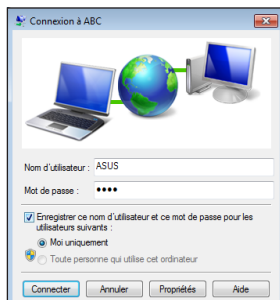 Connexion à ABC
Nom d'utilisateur : ASUS
Mot de passe : ••••
Enregistrer ce nom d'utilisateur et ce mot de passe pour les
utilisateurs suivants :
Moi uniquement
Toute personne qui utilise cet ordinateur
Connecter Annuler Propriétés Aide